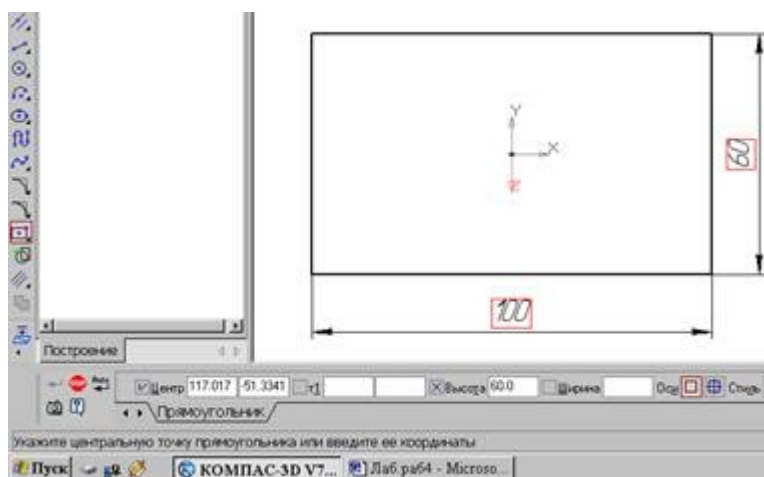 Y
X
60
100
Построение
Центр 117.017 -51.3341 т1 Высота 60.0 Ширина Оси Стиль
Прямоугольник
Укажите центральную точку прямоугольника или введите ее координаты
Пуск КОМПАС-3D V7... Лаб.раб4 - Microso...